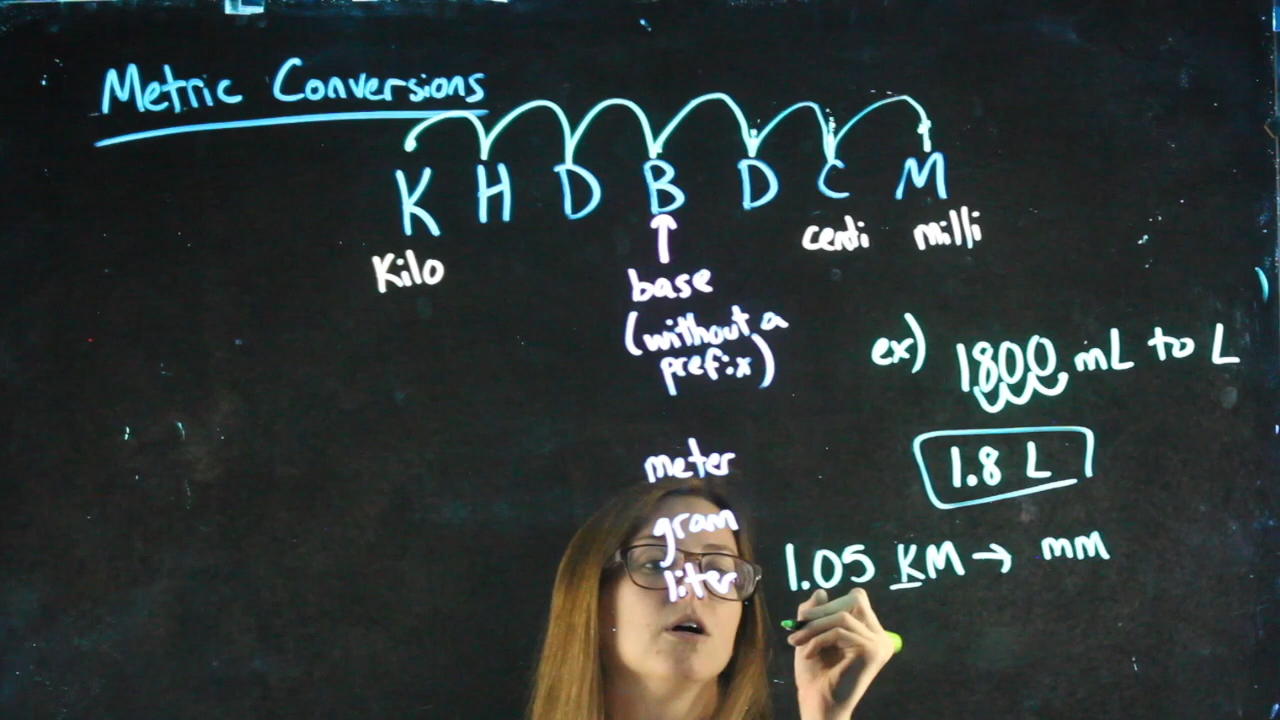 Metric Conversions
K H D B D C M
Kilo centi milli
base
(without a
prefix)
ex) 1800 mL to L
1.8 L
meter
gram
liter
1.05 KM → mm